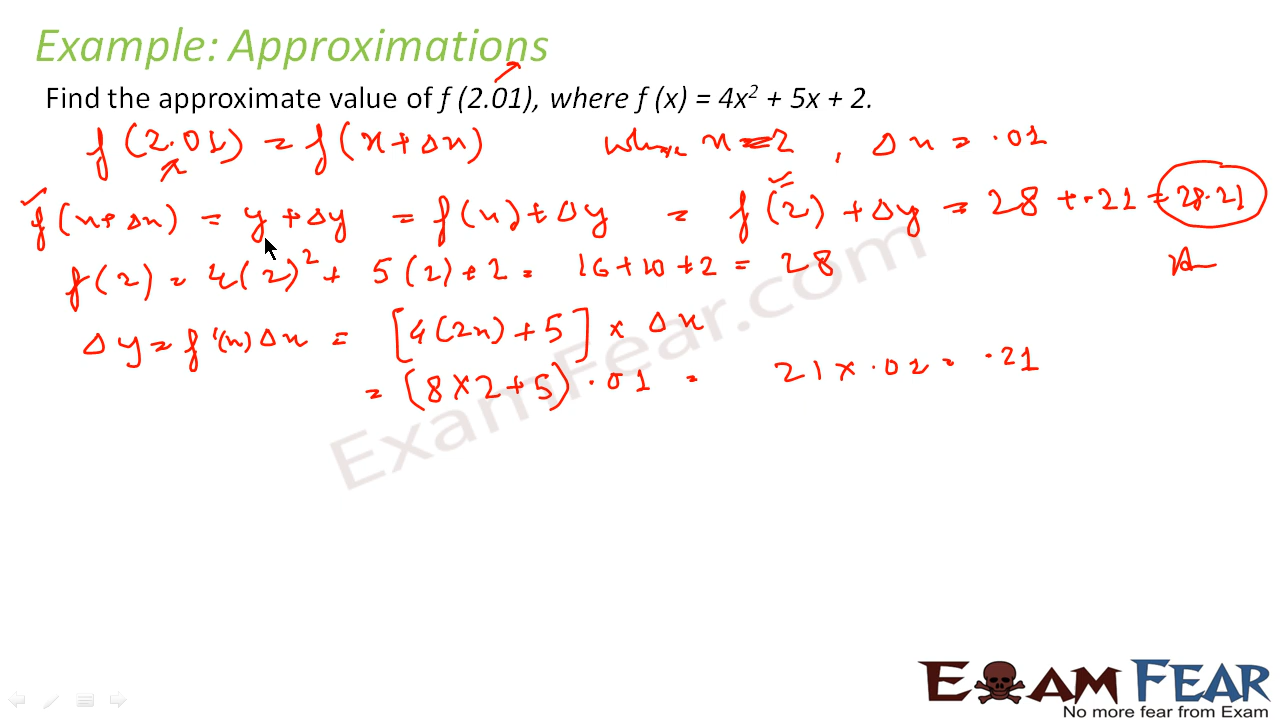 Example: Approximations
Find the approximate value of f (2.01), where f (x) = 4x² + 5x + 2.
f(2.01) = f(x+Δx) where x=2 , Δx = .01
f(x+Δx) = y+Δy = f(x)+Δy = f(2)+Δy = 28+.21 = 28.21
f(2) = 4(2)²+ 5(2)+2 = 16+10+2 = 28
Δy = f'(x)Δx = [4(2x)+5] × Δx
= (8×2+5).01 = 21×.02 = .21
ExamFear.com
EXAM FEAR
No more fear from Exam